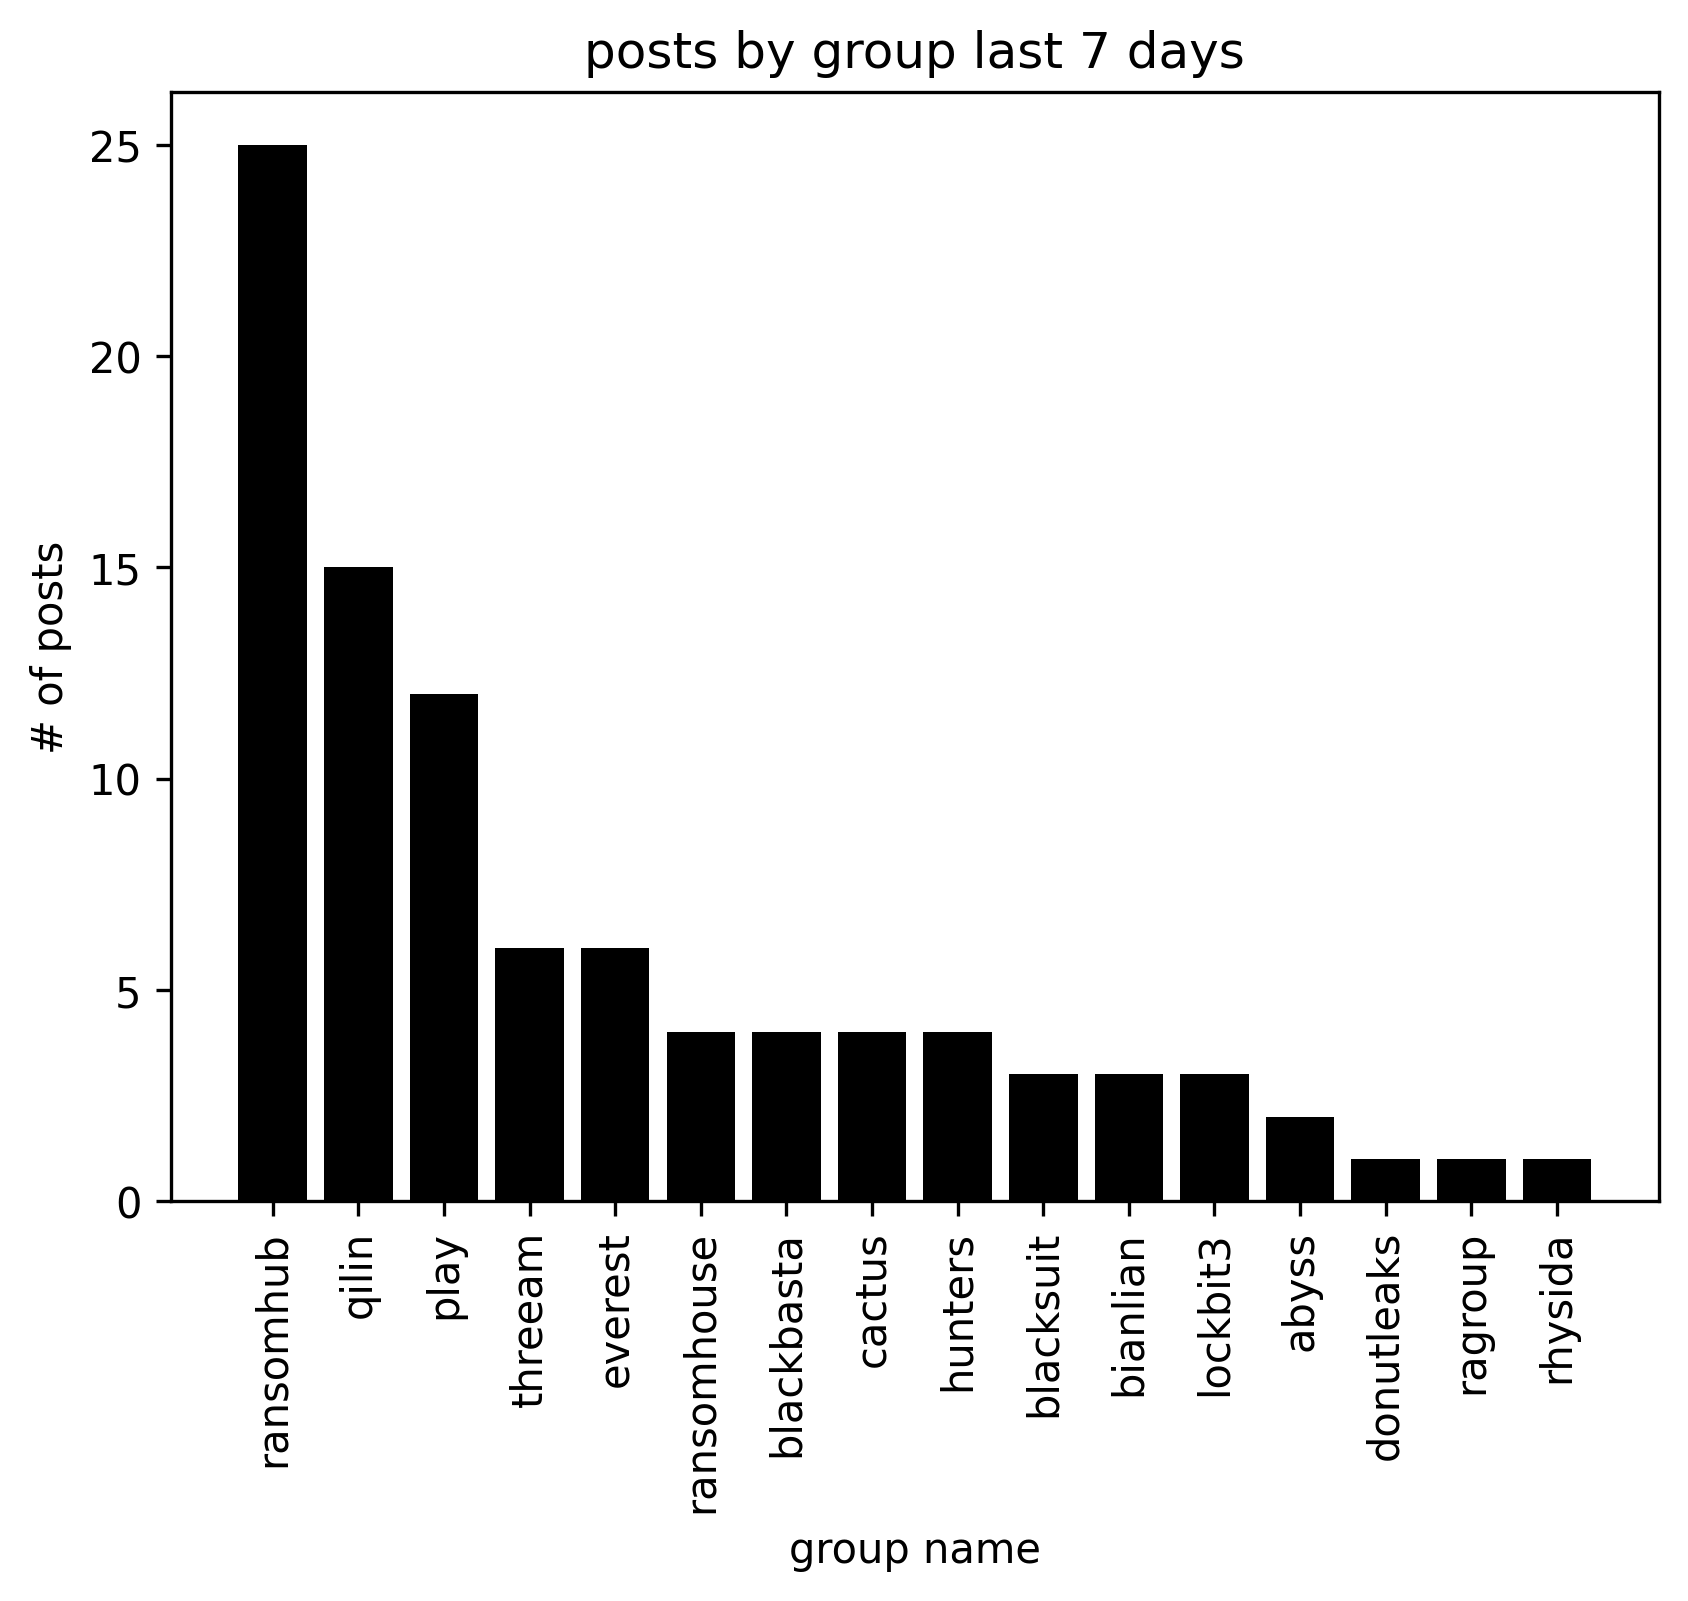 posts by group last 7 days
# of posts
25
20
15
10
5
0
ransomhub
qilin
play
threeam
everest
ransomhouse
blackbasta
cactus
hunters
blacksuit
bianlian
lockbit3
abyss
donutleaks
ragroup
rhysida
group name